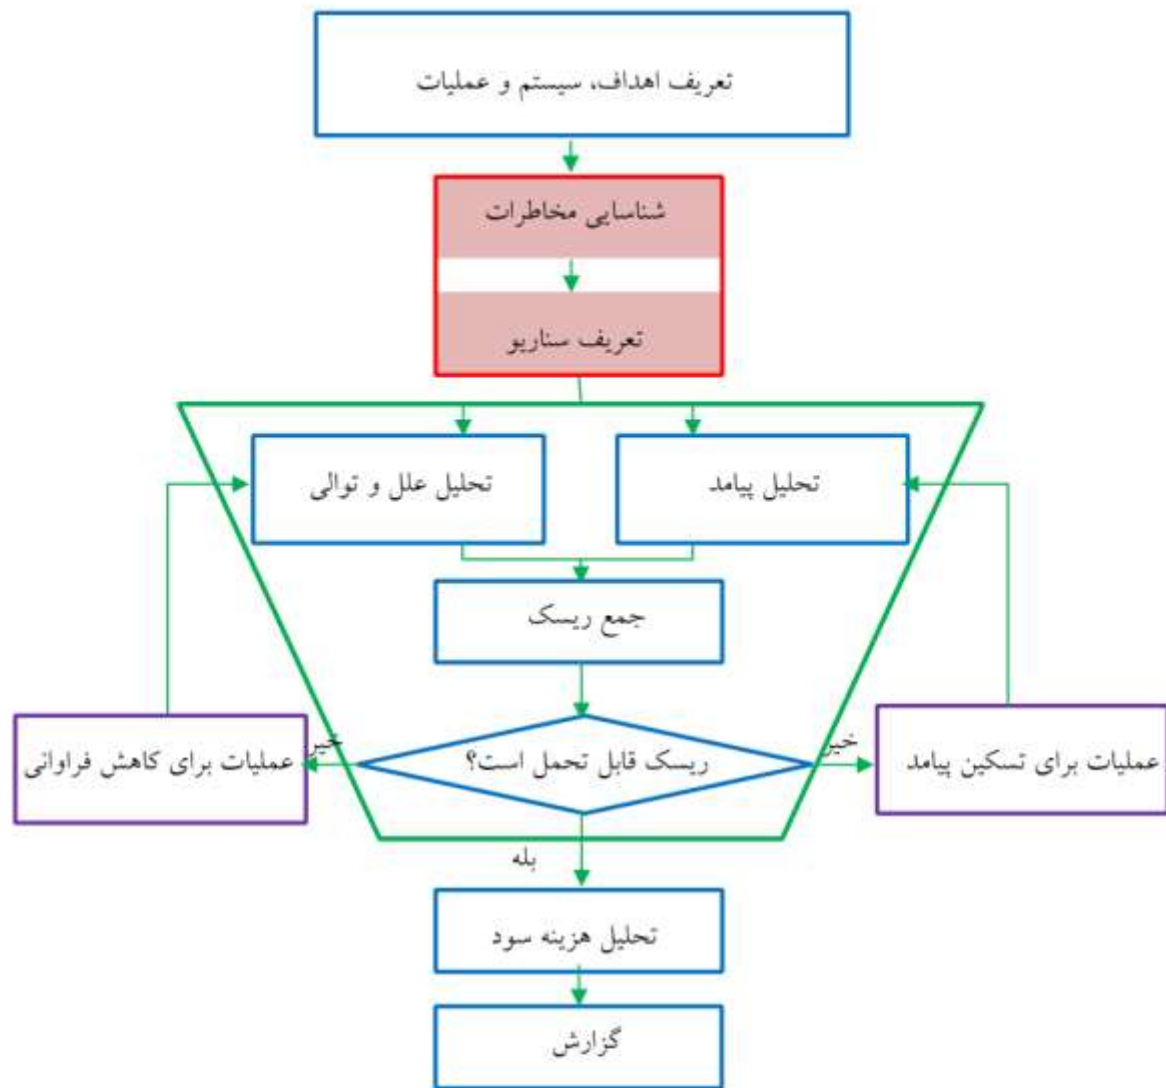 تعریف اهداف، سیستم و عملیات
شناسایی مخاطرات
تعریف سناریو
تحلیل پیامد
تحلیل علل و توالی
جمع ریسک
ریسک قابل تحمل است؟
خیر
عملیات برای تسکین پیامد
خیر
عملیات برای کاهش فراوانی
بله
تحلیل هزینه سود
گزارش